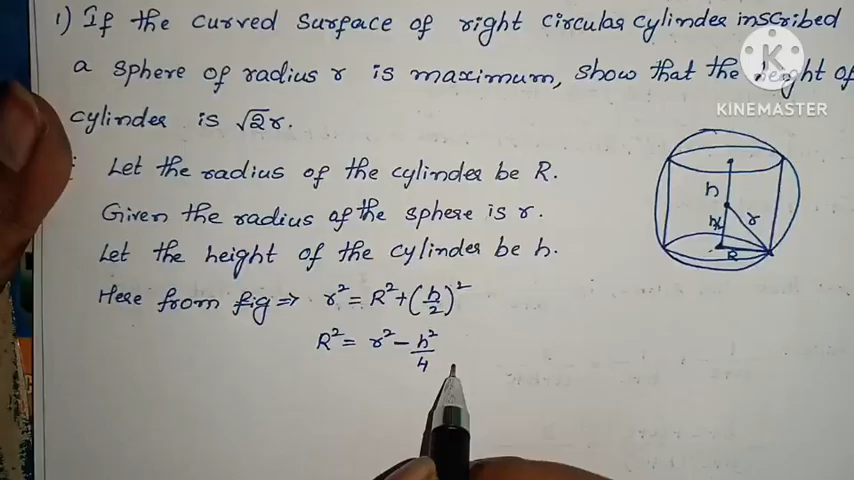 1) If the curved surface of right circular cylinder inscribed
a sphere of radius r is maximum, show that the height of
cylinder is √2r.
Let the radius of the cylinder be R.
Given the radius of the sphere is r.
Let the height of the cylinder be h.
Here from fig ⇒ r² = R² + (h/2)²
R² = r² - h²/4
h
r
R
KINEMASTER